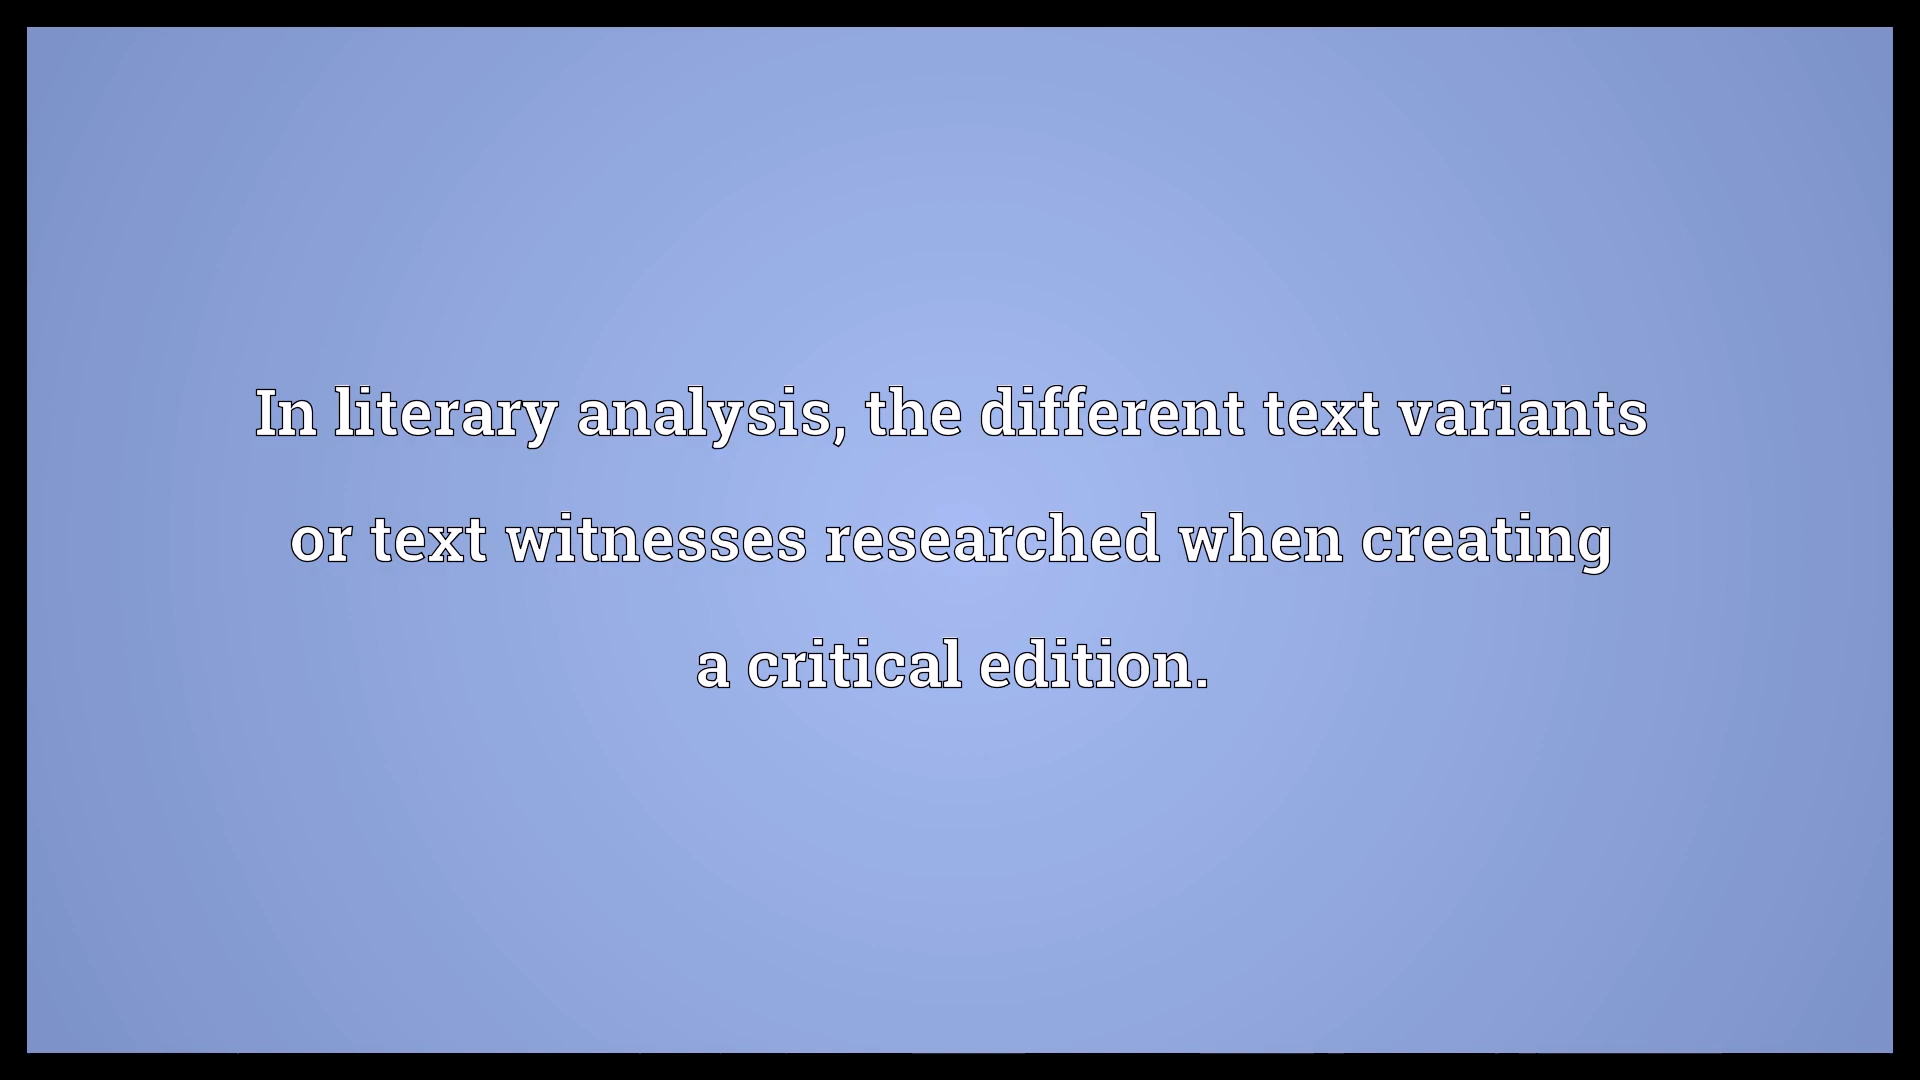 In literary analysis, the different text variants
or text witnesses researched when creating
a critical edition.